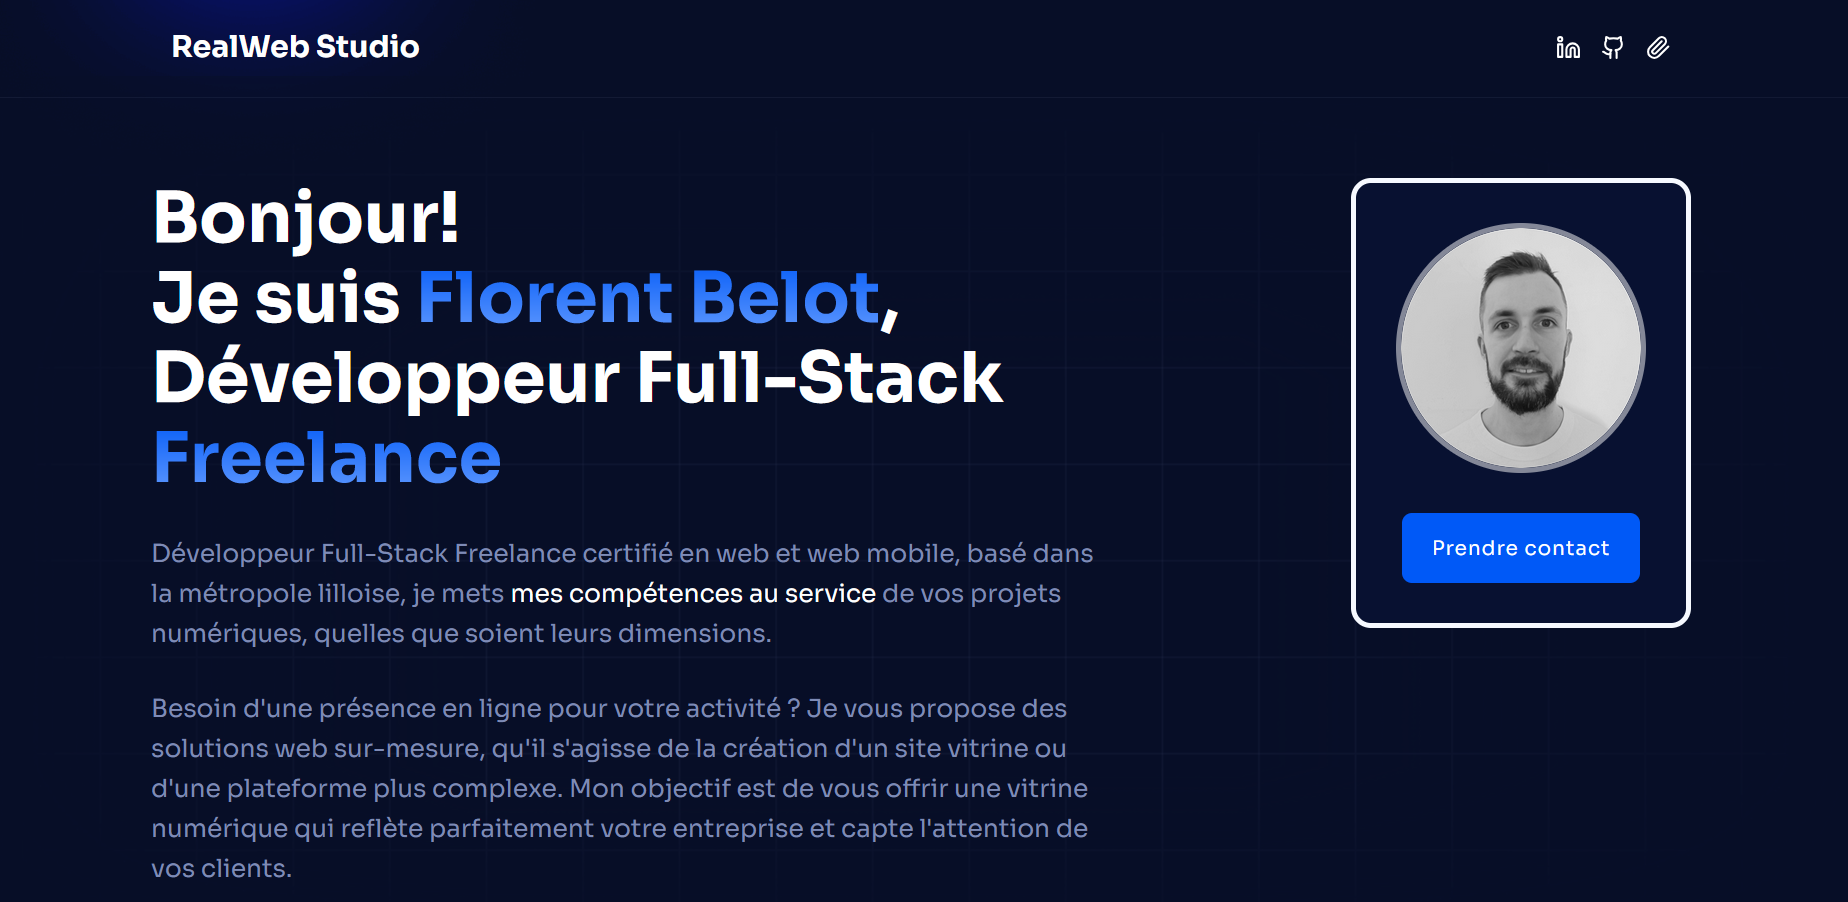 RealWeb Studio
Bonjour!
Je suis Florent Belot,
Développeur Full-Stack
Freelance
Développeur Full-Stack Freelance certifié en web et web mobile, basé dans
la métropole lilloise, je mets mes compétences au service de vos projets
numériques, quelles que soient leurs dimensions.
Besoin d'une présence en ligne pour votre activité ? Je vous propose des
solutions web sur-mesure, qu'il s'agisse de la création d'un site vitrine ou
d'une plateforme plus complexe. Mon objectif est de vous offrir une vitrine
numérique qui reflète parfaitement votre entreprise et capte l'attention de
vos clients.
Prendre contact